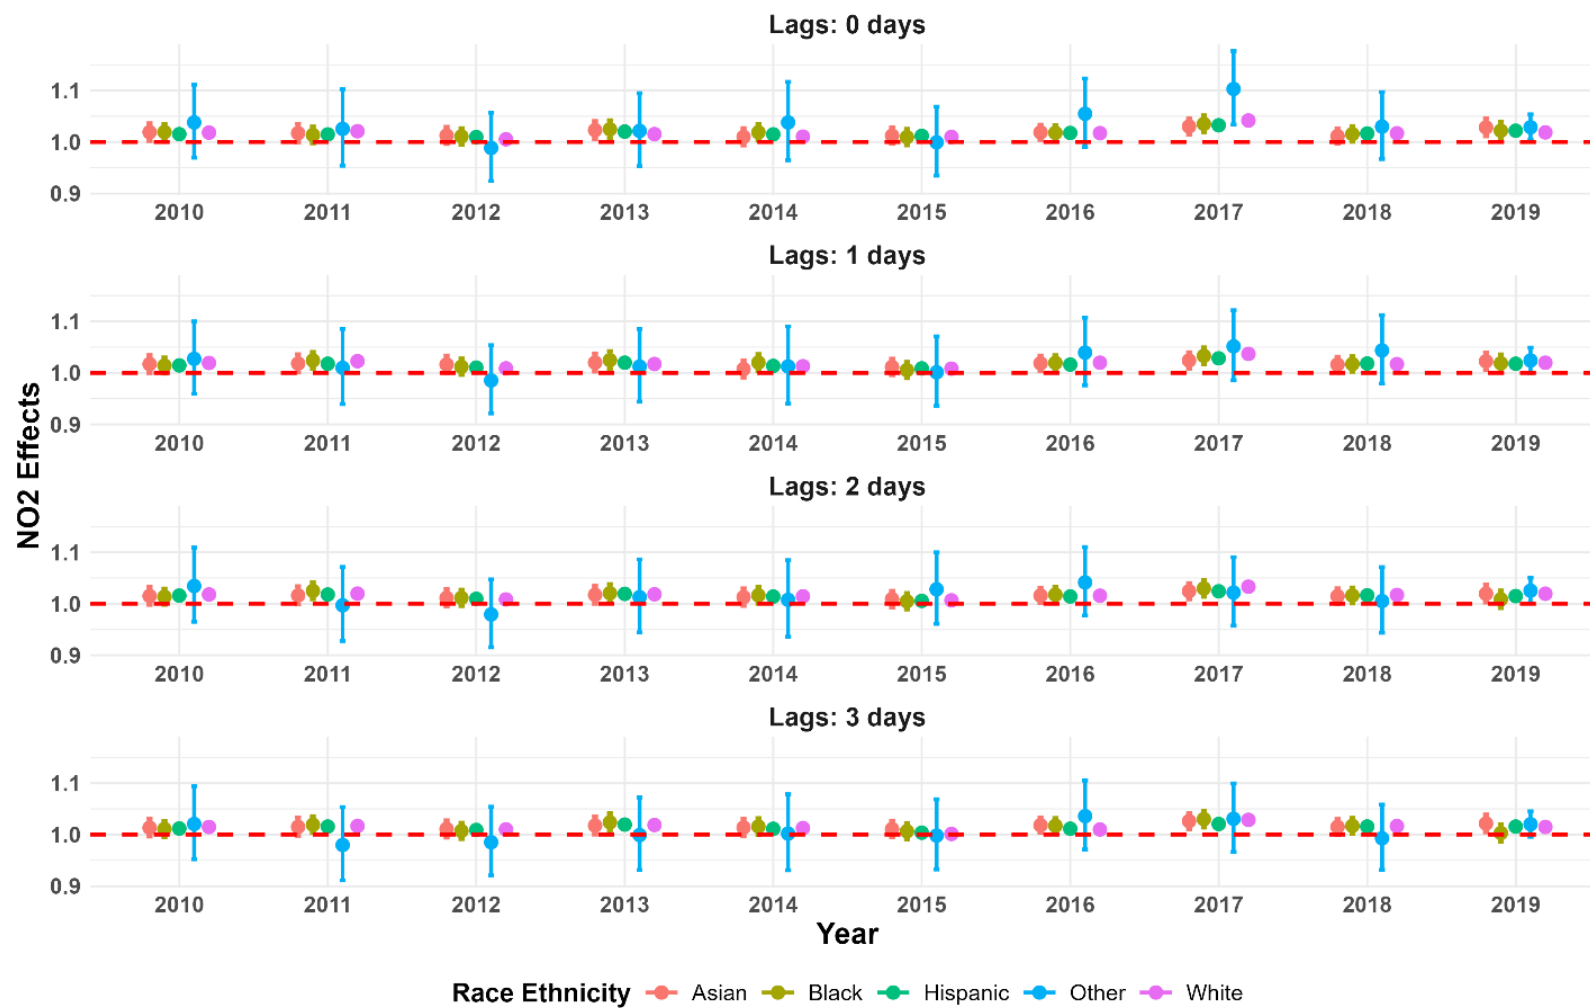 Lags: 0 days
1.1
1.0
0.9
2010 2011 2012 2013 2014 2015 2016 2017 2018 2019
Lags: 1 days
1.1
1.0
0.9
2010 2011 2012 2013 2014 2015 2016 2017 2018 2019
NO2 Effects
Lags: 2 days
1.1
1.0
0.9
2010 2011 2012 2013 2014 2015 2016 2017 2018 2019
Lags: 3 days
1.1
1.0
0.9
2010 2011 2012 2013 2014 2015 2016 2017 2018 2019
Year
Race Ethnicity Asian Black Hispanic Other White